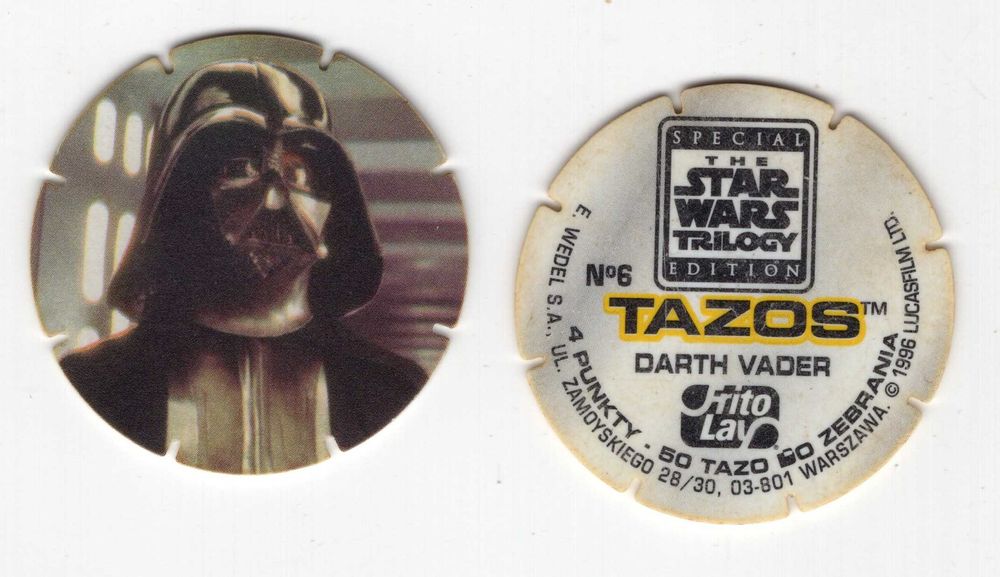 SPECIAL
THE
STAR
WARS
TRILOGY
EDITION
Nº6
TAZOS™
DARTH VADER
Frito
Lay
4 PUNKTY - 50 TAZO DO ZEBRANIA
E. WEDEL S.A., UL. ZAMOYSKIEGO 28/30, 03-801 WARSZAWA. © 1996 LUCASFILM LTD.